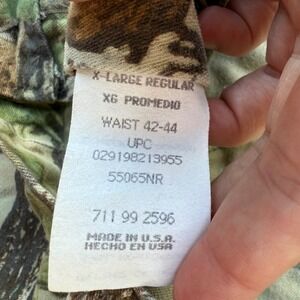 X-LARGE REGULAR
XG PROMEDIO
WAIST 42-44
UPC
029198213955
55065NR
711 99 2596
MADE IN U.S.A.
HECHO EN USA